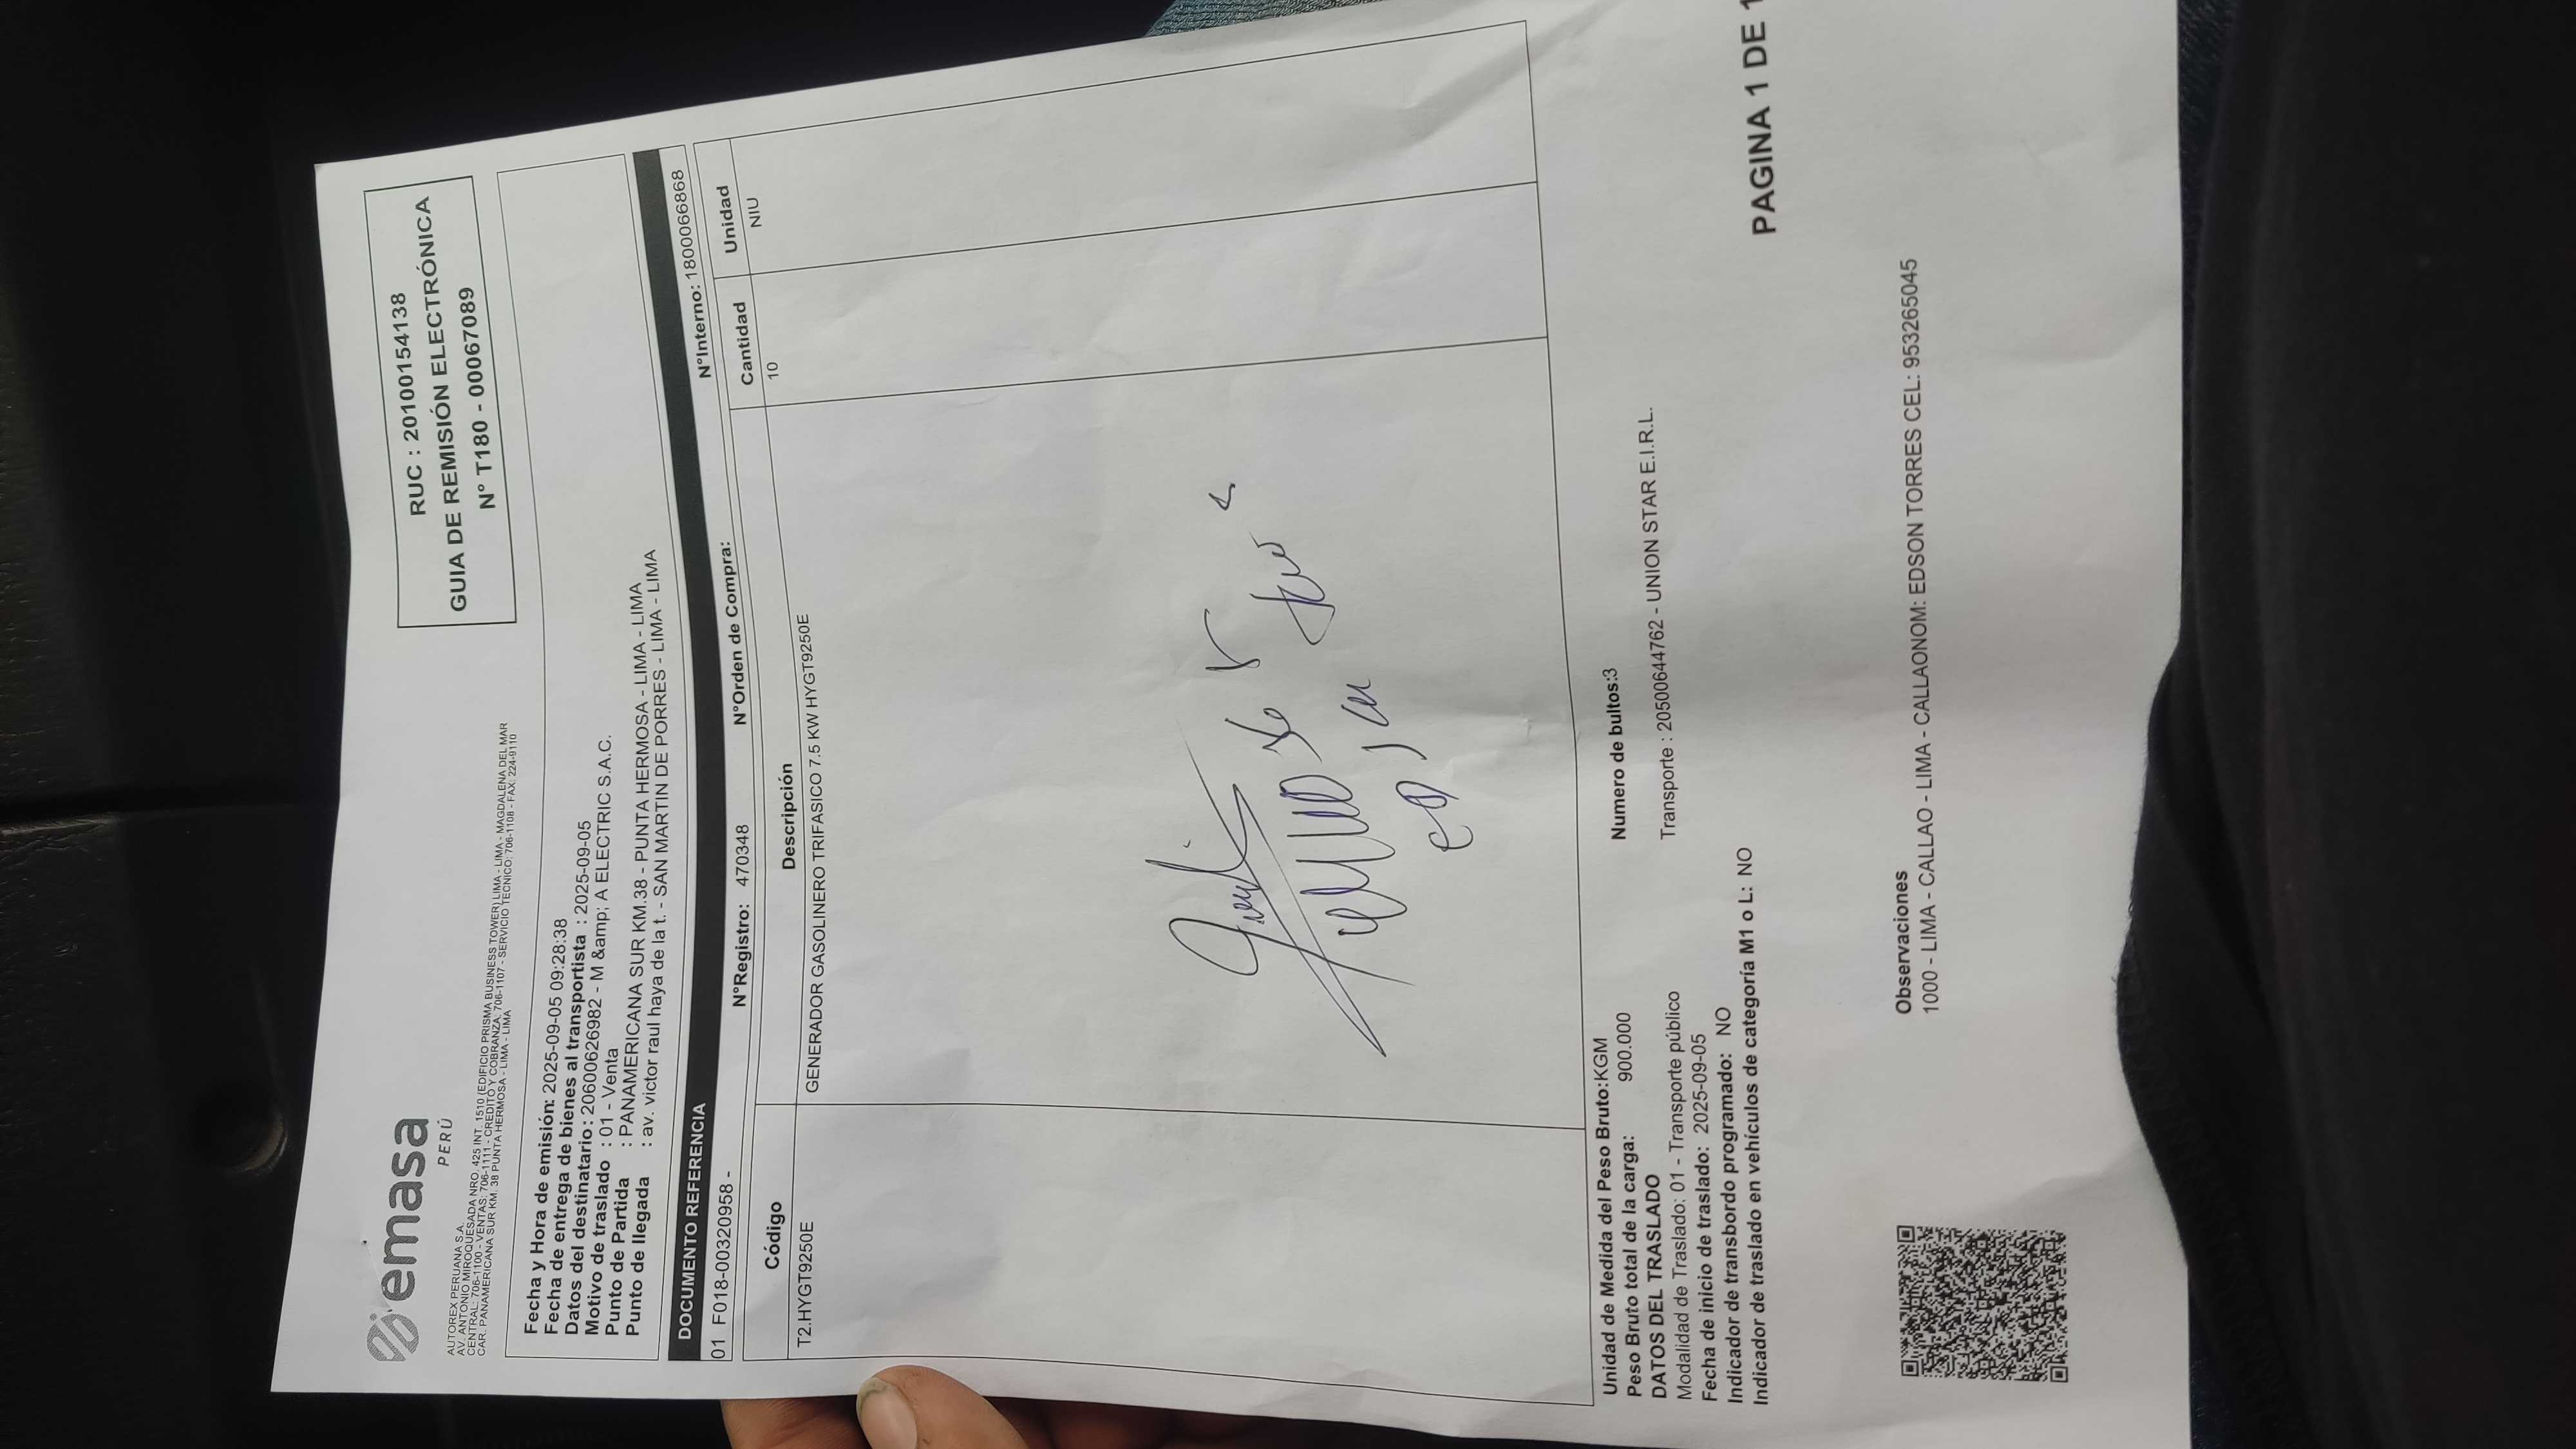 emasa
PERÚ
AUTOREX PERUANA S.A.
AV. ANTONIO MIROQUESADA NRO. 425 INT. 1510 (EDIFICIO PRISMA BUSINESS TOWER) LIMA - LIMA - MAGDALENA DEL MAR
CENTRAL: 706-1100 - VENTAS: 706-1111 - CREDITO Y COBRANZA: 706-1107 - SERVICIO TECNICO: 706-1108 - FAX: 224-9110
CAR. PANAMERICANA SUR KM. 38 PUNTA HERMOSA - LIMA - LIMA
RUC : 20100154138
GUIA DE REMISIÓN ELECTRÓNICA
N° T180 - 00067089
Fecha y Hora de emisión: 2025-09-05 09:28:38
Fecha de entrega de bienes al transportista : 2025-09-05
Datos del destinatario : 20600626982 - M &amp; A ELECTRIC S.A.C.
Motivo de traslado : 01 - Venta
Punto de Partida : PANAMERICANA SUR KM.38 - PUNTA HERMOSA - LIMA - LIMA
Punto de llegada : av. victor raul haya de la t. - SAN MARTIN DE PORRES - LIMA - LIMA
DOCUMENTO REFERENCIA
01 F018-00320958 - N°Registro: 470348 N°Orden de Compra: N°Interno: 1800066868
Código Descripción Cantidad Unidad
T2.HYGT9250E GENERADOR GASOLINERO TRIFASICO 7.5 KW HYGT9250E 10 NIU
Unidad de Medida del Peso Bruto:KGM
Peso Bruto total de la carga: 900.000 Numero de bultos:3
DATOS DEL TRASLADO
Modalidad de Traslado: 01 - Transporte público Transporte : 20500644762 - UNION STAR E.I.R.L.
Fecha de inicio de traslado: 2025-09-05
Indicador de transbordo programado: NO
Indicador de traslado en vehículos de categoría M1 o L: NO
PAGINA 1 DE 1
Observaciones
1000 - LIMA - CALLAO - LIMA - CALLAONOM: EDSON TORRES CEL: 953265045